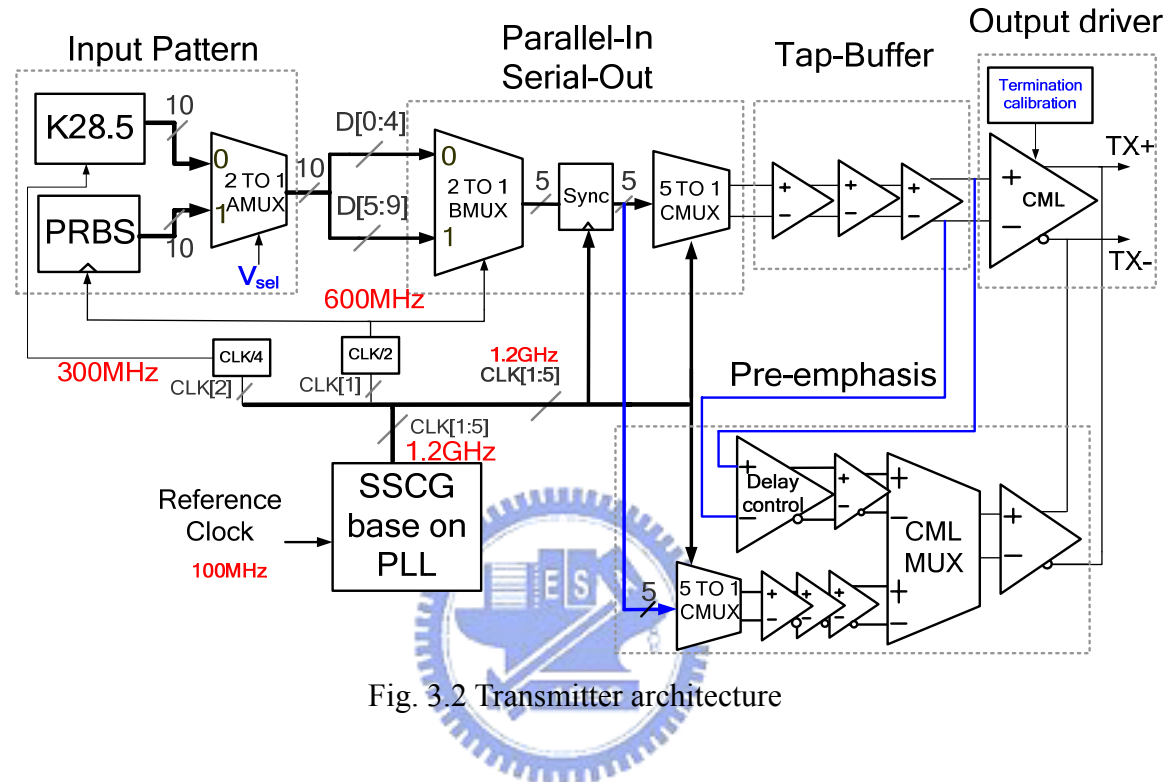 Output driver
Input Pattern
Parallel-In
Serial-Out
Tap-Buffer
K28.5
10
PRBS
10
0
1
2 TO 1
AMUX
Vsel
10
D[0:4]
D[5:9]
0
1
2 TO 1
BMUX
5
Sync
5
5 TO 1
CMUX
+
−
+
−
+
−
Termination
calibration
+
−
CML
TX+
TX-
600MHz
300MHz
CLK/4
CLK[2]
CLK/2
CLK[1]
1.2GHz
CLK[1:5]
CLK[1:5]
1.2GHz
Reference
Clock
100MHz
SSCG
base on
PLL
Pre-emphasis
+
−
Delay
control
+
−
+
−
+
−
CML
MUX
+
−
5
5 TO 1
CMUX
+
−
+
−
+
−
E S
Fig. 3.2 Transmitter architecture